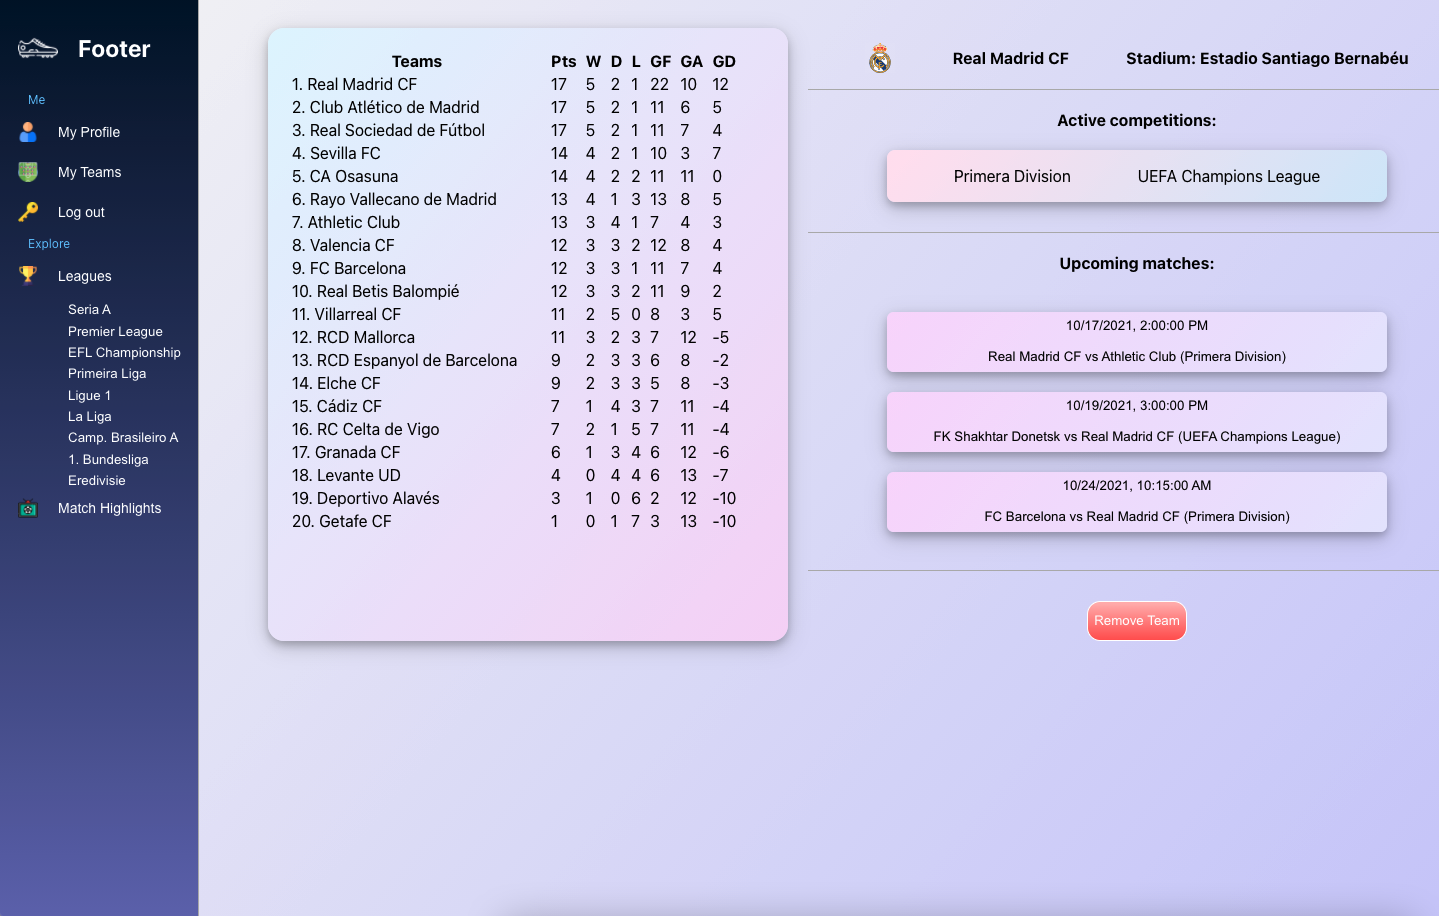 Footer
Me
My Profile
My Teams
Log out
Explore
Leagues
Seria A
Premier League
EFL Championship
Primeira Liga
Ligue 1
La Liga
Camp. Brasileiro A
1. Bundesliga
Eredivisie
Match Highlights
Teams Pts W D L GF GA GD
1. Real Madrid CF 17 5 2 1 22 10 12
2. Club Atlético de Madrid 17 5 2 1 11 6 5
3. Real Sociedad de Fútbol 17 5 2 1 11 7 4
4. Sevilla FC 14 4 2 1 10 3 7
5. CA Osasuna 14 4 2 2 11 11 0
6. Rayo Vallecano de Madrid 13 4 1 3 13 8 5
7. Athletic Club 13 3 4 1 7 4 3
8. Valencia CF 12 3 3 2 12 8 4
9. FC Barcelona 12 3 3 1 11 7 4
10. Real Betis Balompié 12 3 3 2 11 9 2
11. Villarreal CF 11 2 5 0 8 3 5
12. RCD Mallorca 11 3 2 3 7 12 -5
13. RCD Espanyol de Barcelona 9 2 3 3 6 8 -2
14. Elche CF 9 2 3 3 5 8 -3
15. Cádiz CF 7 1 4 3 7 11 -4
16. RC Celta de Vigo 7 2 1 5 7 11 -4
17. Granada CF 6 1 3 4 6 12 -6
18. Levante UD 4 0 4 4 6 13 -7
19. Deportivo Alavés 3 1 0 6 2 12 -10
20. Getafe CF 1 0 1 7 3 13 -10
Real Madrid CF Stadium: Estadio Santiago Bernabéu
Active competitions:
Primera Division UEFA Champions League
Upcoming matches:
10/17/2021, 2:00:00 PM
Real Madrid CF vs Athletic Club (Primera Division)
10/19/2021, 3:00:00 PM
FK Shakhtar Donetsk vs Real Madrid CF (UEFA Champions League)
10/24/2021, 10:15:00 AM
FC Barcelona vs Real Madrid CF (Primera Division)
Remove Team